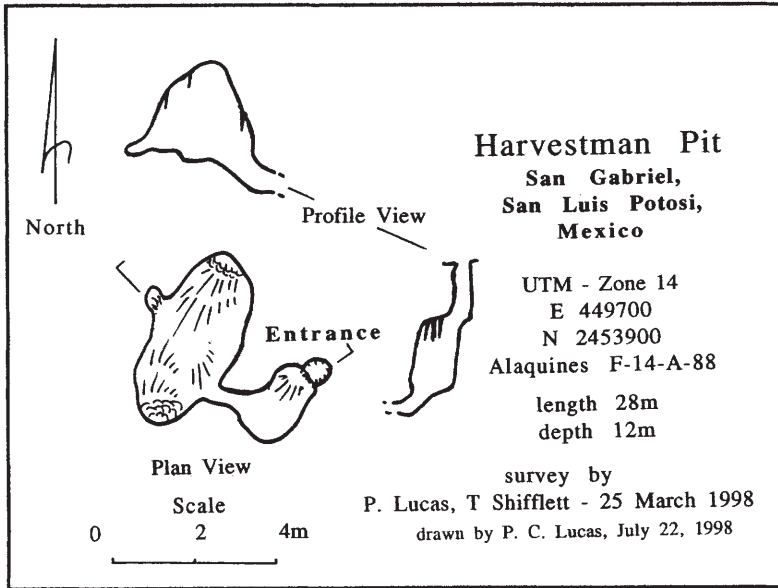 Harvestman Pit
San Gabriel,
San Luis Potosi,
Mexico
North
Profile View
UTM - Zone 14
E 449700
N 2453900
Alaquines F-14-A-88
Entrance
length 28m
depth 12m
Plan View
Scale
0 2 4m
survey by
P. Lucas, T Shifflett - 25 March 1998
drawn by P. C. Lucas, July 22, 1998